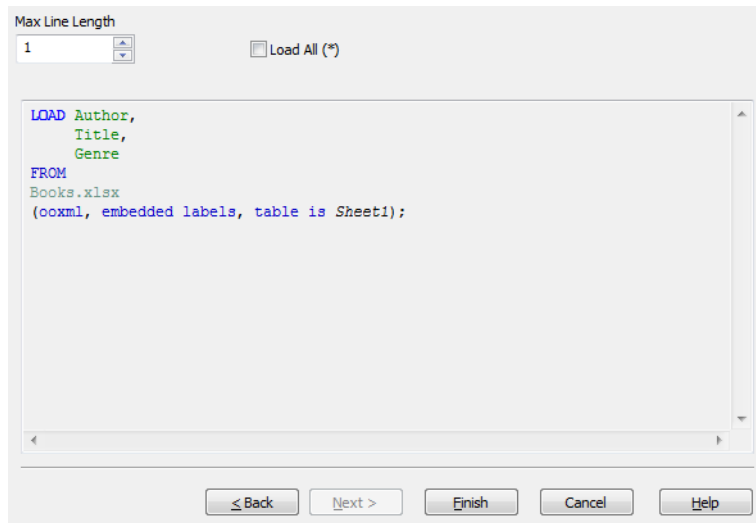 Max Line Length
1
Load All (*)
LOAD Author,
Title,
Genre
FROM
Books.xlsx
(ooxml, embedded labels, table is Sheet1);
< Back
Next >
Finish
Cancel
Help